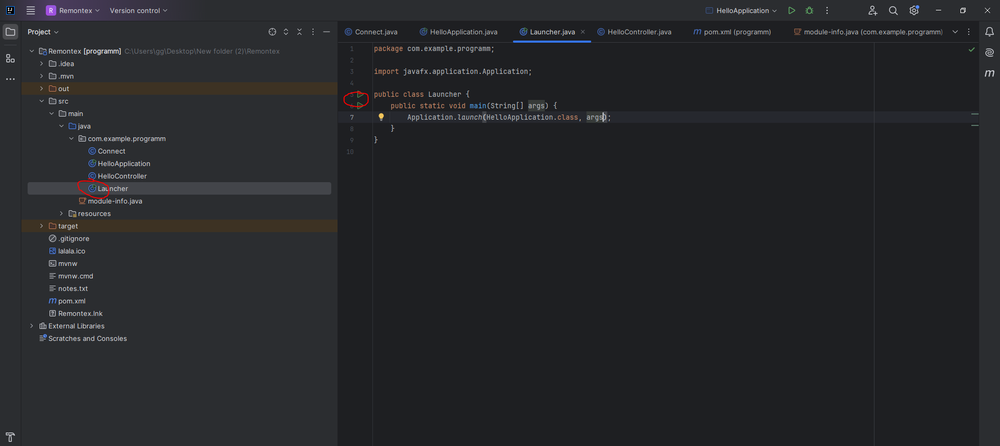 IJ R Remontex Version control HelloApplication
Project
Connect.java HelloApplication.java Launcher.java HelloController.java m pom.xml (programm) module-info.java (com.example.programm)
Remontex [programm] C:\Users\gg\Desktop\New folder (2)\Remontex
.idea
.mvn
out
src
main
java
com.example.programm
Connect
HelloApplication
HelloController
Launcher
module-info.java
resources
target
.gitignore
lalala.ico
mvnw
mvnw.cmd
notes.txt
m pom.xml
Remontex.lnk
External Libraries
Scratches and Consoles
1 package com.example.programm;
2
3 import javafx.application.Application;
4
5 public class Launcher {
6 public static void main(String[] args) {
7 Application.launch(HelloApplication.class, args);
8 }
9 }
10
m